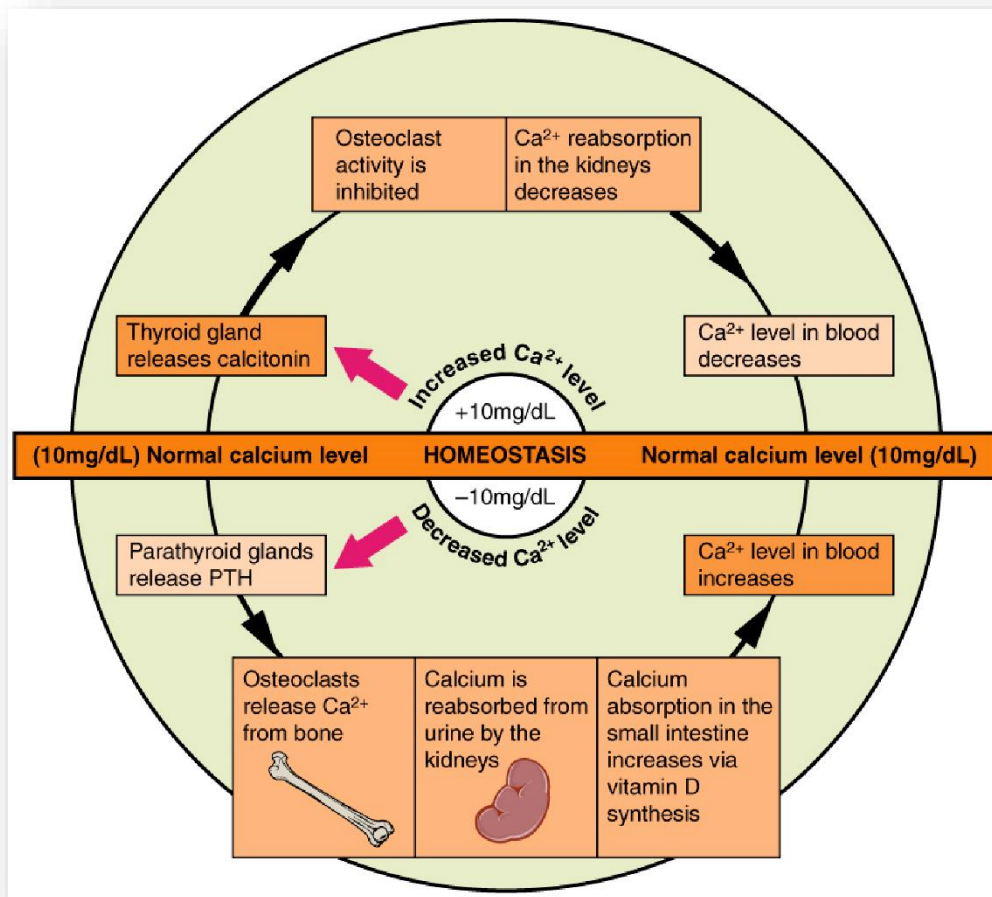 Osteoclast
activity is
inhibited
Ca²⁺ reabsorption
in the kidneys
decreases
Thyroid gland
releases calcitonin
Increased Ca²⁺ level
+10mg/dL
Ca²⁺ level in blood
decreases
(10mg/dL) Normal calcium level
HOMEOSTASIS
Normal calcium level (10mg/dL)
Parathyroid glands
release PTH
–10mg/dL
Decreased Ca²⁺ level
Ca²⁺ level in blood
increases
Osteoclasts
release Ca²⁺
from bone
Calcium is
reabsorbed from
urine by the
kidneys
Calcium
absorption in the
small intestine
increases via
vitamin D
synthesis